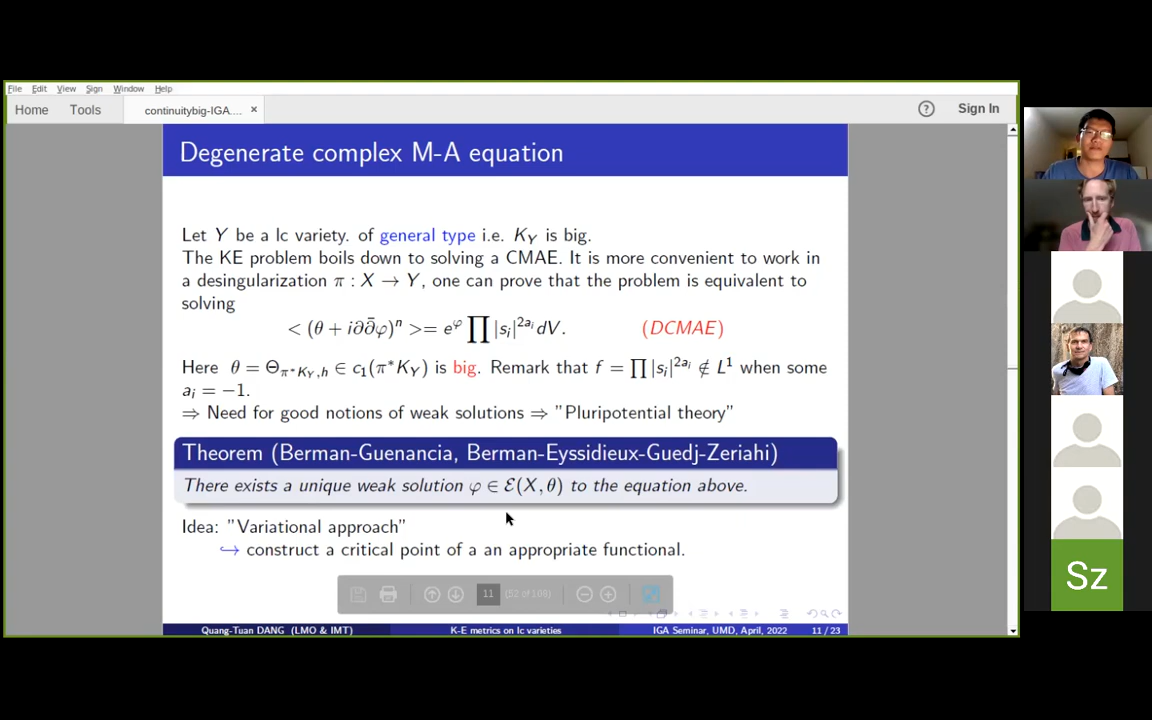 File Edit View Sign Window Help
Home Tools continuitybig-IGA.... × ? Sign In
Degenerate complex M-A equation
Let Y be a lc variety. of general type i.e. K_Y is big.
The KE problem boils down to solving a CMAE. It is more convenient to work in
a desingularization π : X → Y, one can prove that the problem is equivalent to
solving
< (θ + i∂∂̄φ)^n >= e^φ ∏ |s_i|^{2a_i} dV. (DCMAE)
Here θ = Θ_{π*K_Y,h} ∈ c_1(π*K_Y) is big. Remark that f = ∏ |s_i|^{2a_i} ∉ L^1 when some
a_i = −1.
⇒ Need for good notions of weak solutions ⇒ "Pluripotential theory"
Theorem (Berman-Guenancia, Berman-Eyssidieux-Guedj-Zeriahi)
There exists a unique weak solution φ ∈ ℰ(X, θ) to the equation above.
Idea: "Variational approach"
↪ construct a critical point of a an appropriate functional.
11 (52 of 106)
Quang-Tuan DANG (LMO & IMT) K-E metrics on lc varieties IGA Seminar, UMD, April, 2022 11 / 23
Sz